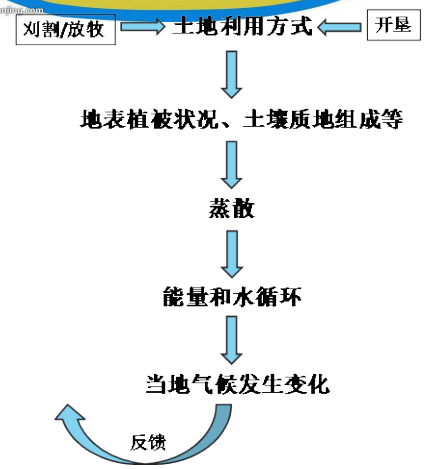 anjing.com
刈割/放牧 土地利用方式 开垦
地表植被状况、土壤质地组成等
蒸散
能量和水循环
当地气候发生变化
反馈